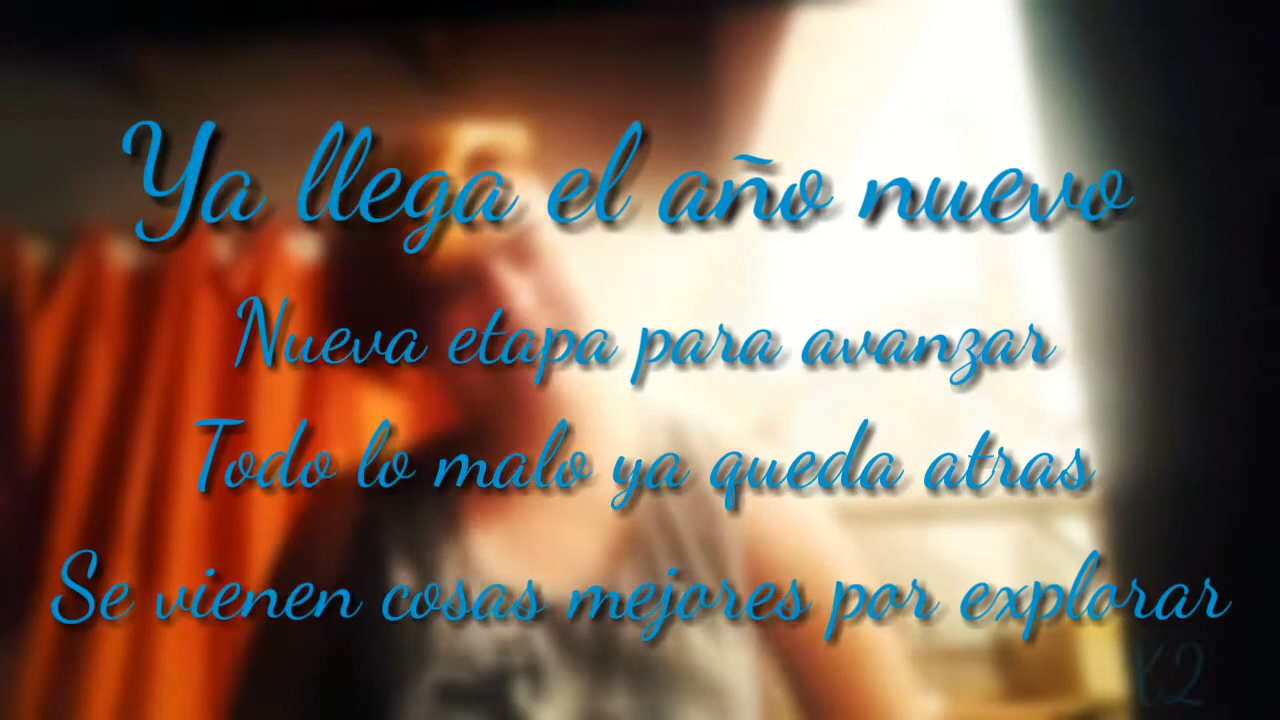 Ya llega el año nuevo
Nueva etapa para avanzar
Todo lo malo ya queda atras
Se vienen cosas mejores por explorar
X2